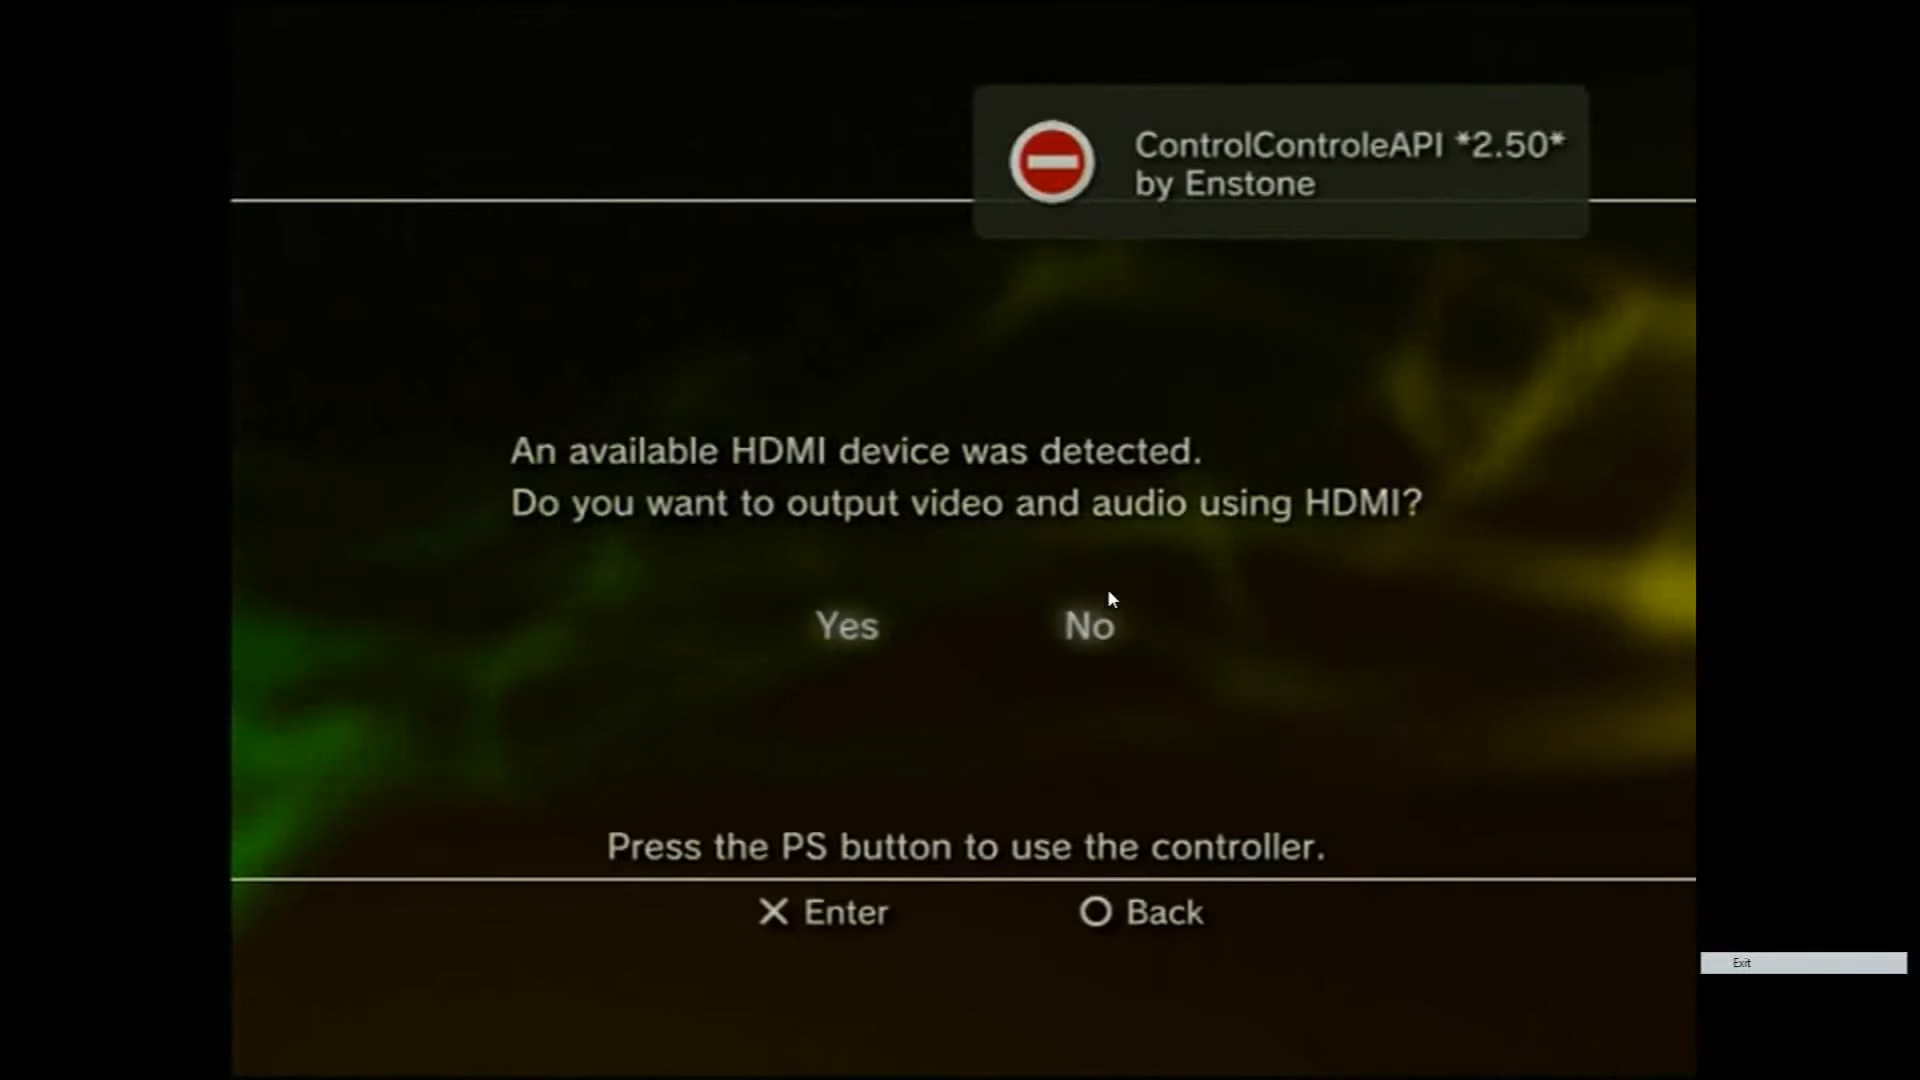 ControlControleAPI *2.50*
by Enstone
An available HDMI device was detected.
Do you want to output video and audio using HDMI?
Yes No
Press the PS button to use the controller.
X Enter O Back
Exit